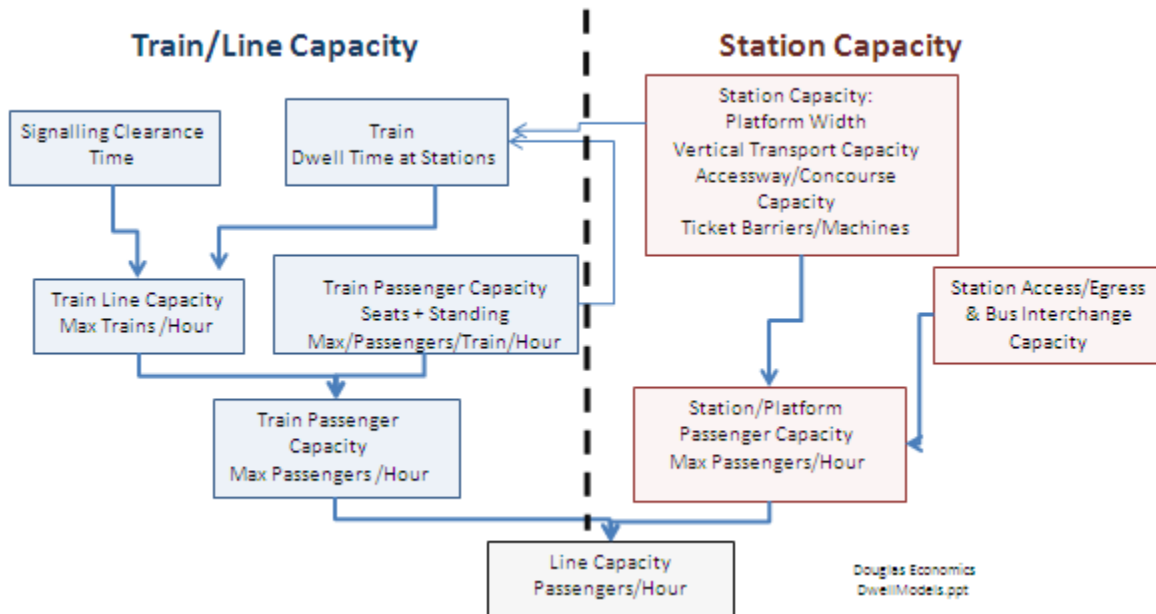 Train/Line Capacity
Station Capacity
Signalling Clearance
Time
Train
Dwell Time at Stations
Station Capacity:
Platform Width
Vertical Transport Capacity
Accessway/Concourse
Capacity
Ticket Barriers/Machines
Train Line Capacity
Max Trains /Hour
Train Passenger Capacity
Seats + Standing
Max/Passengers/Train/Hour
Station Access/Egress
& Bus Interchange
Capacity
Train Passenger
Capacity
Max Passengers /Hour
Station/Platform
Passenger Capacity
Max Passengers/Hour
Line Capacity
Passengers/Hour
Douglas Economics
DwellModels.ppt